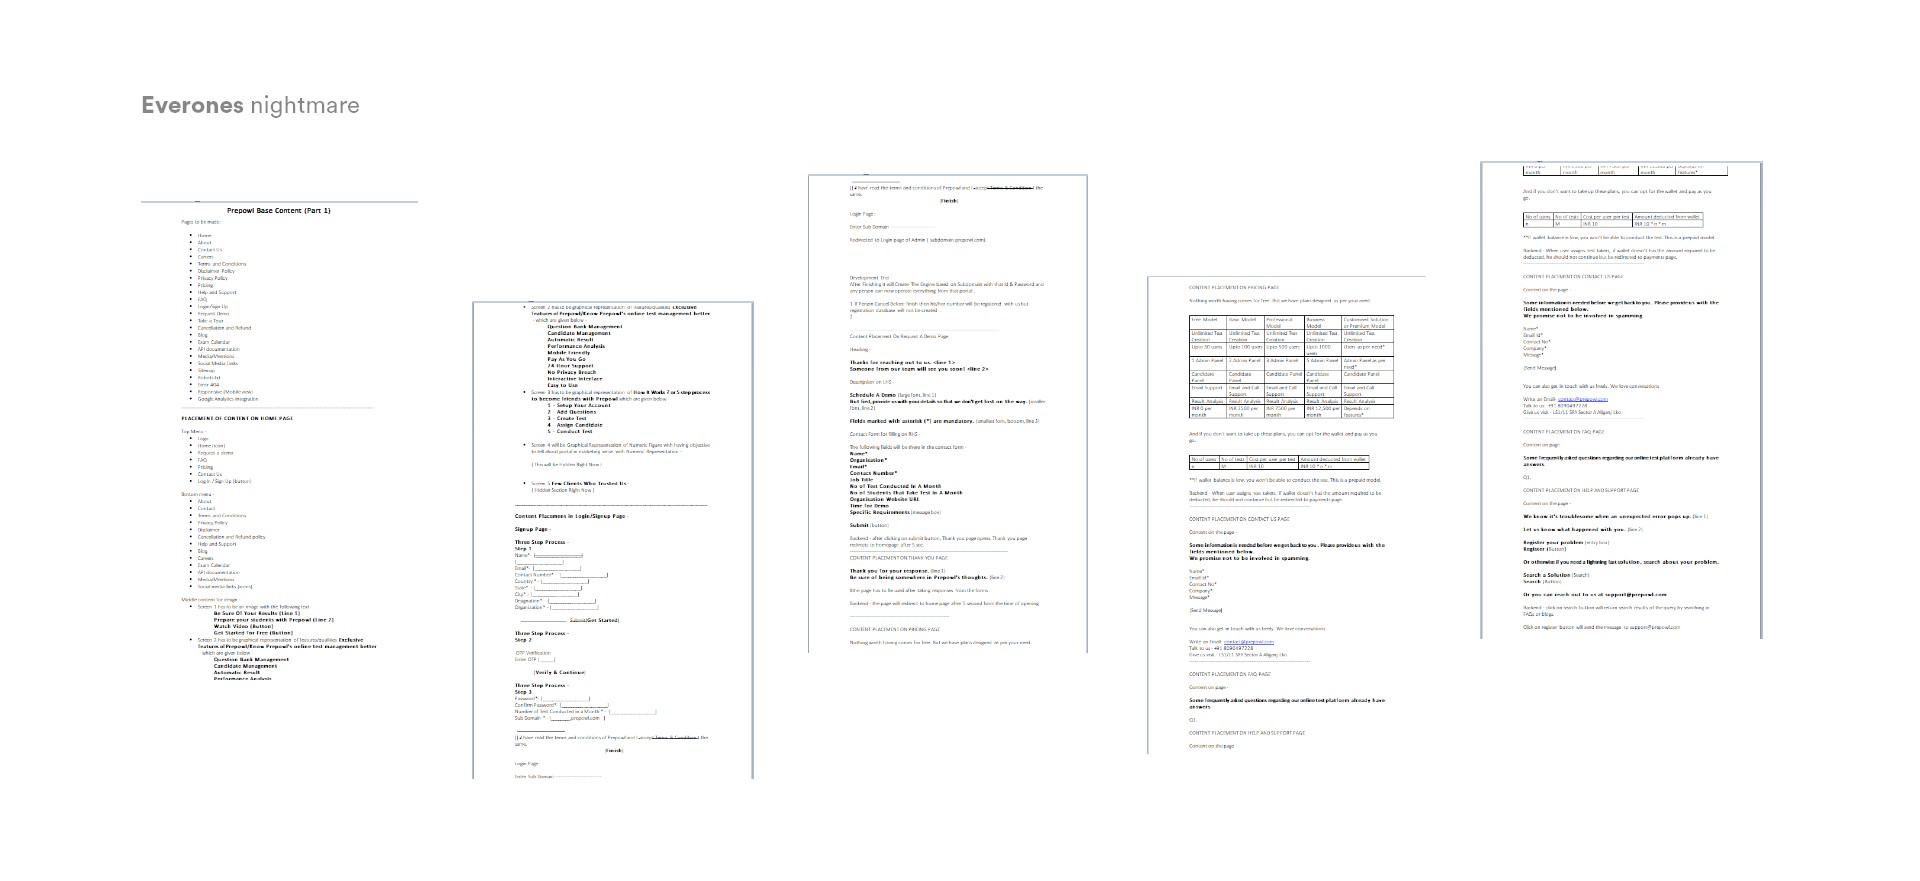 Everones nightmare
Prepowl Base Content (Part 1)
Pages to be made:
Home
About
Contact Us
Careers
Terms and Conditions
Disclaimer Policy
Privacy Policy
Pricing
Help and Support
FAQ
Login/Sign Up
Request Demo
Take a Tour
Cancellation and Refund
Blog
Exam Calendar
API documentation
Media/Mentions
Social Media Links
Sitemap
Error 404
Responsive (Mobile view)
Google Analytics Integration
PLACEMENT OF CONTENT ON HOME PAGE
Top Menu -
Logo
Home (icon)
Request a demo
FAQ
Pricing
Contact Us
Log In / Sign Up (button)
Bottom menu -
About
Contact
Terms and Conditions
Privacy Policy
Disclaimer
Cancellation and Refund policy
Help and Support
Blog
Careers
Exam Calendar
API documentation
Media/Mentions
Social media links (icons)
Middle content for design
Screen 1 has to be an image with the following text
Be Sure Of Your Results (Line 1)
Prepare your students with Prepowl (Line 2)
Watch Video (Button)
Get Started for Free (Button)
Screen 2 has to be graphical representation of features/qualities Exclusive
features of Prepowl/Know Prepowl's online test management better
- which are given below
Question Bank Management
Candidate Management
Automatic Result
Performance Analysis
Screen 2 has to be graphical representation of features/qualities Exclusive
features of Prepowl/Know Prepowl's online test management better
- which are given below
Question Bank Management
Candidate Management
Automatic Result
Performance Analysis
Mobile Friendly
Pay As You Go
24 Hour Support
No Privacy Breach
Interactive Interface
Easy to Use
Screen 3 has to be graphical representation of How It Works ? or 5 step process
to become friends with Prepowl which are given below
1 - Setup Your Account
2 - Add Questions
3 - Create Test
4 - Assign Candidate
5 - Conduct Test
Screen 4 will be Graphical Representation of Numeric Figure with having objective
to tell about portal in marketing sense with Numeric Representation -
( This will be Hidden Right Now )
Screen 5 Few Clients Who Trusted Us -
( Hidden Section Right Now )
Content Placement in Login/Signup Page -
Signup Page -
Three Step Process -
Step 1
Name*-
Email*-
Contact Number* -
Country * -
State* -
City* -
Designation* -
Organization* -
Submit(Get Started)
Three Step Process -
Step 2
OTP Verification
Enter OTP
[Verify & Continue]
Three Step Process -
Step 3
Password*-
Confirm Password*-
Number of Test Conducted in a Month * -
Sub Domain * - .prepowl.com
have read the terms and conditions of Prepowl and I accept Terms & Condition the
same.
[Finish]
Login Page
Enter Sub Domain
have read the terms and conditions of Prepowl and I accept Terms & Condition the
same.
[Finish]
Login Page -
Enter Sub Domain
Redirected to Login page of Admin ( subdomain.prepowl.com)
Development End -
After Finishing it will Create The Engine based on Subdomain with that Id & Password and
any person can now operate everything from that portal .
1. If Person Cancel Before Finish then his/her number will be registered with us but
registration database will not be created .
2.
Content Placement On Request A Demo Page
Heading -
Thanks for reaching out to us. <line 1>
Someone from our team will see you soon! <line 2>
Description on LHS -
Schedule A Demo (large font, line 1)
But first, provide us with your details so that we don't get lost on the way. (smaller
font, line 2)
Fields marked with asterisk (*) are mandatory. (smallest font, bottom, line 3)
Contact Form for filling on RHS -
The following fields will be there in the contact form -
Name*
Organisation*
Email*
Contact Number*
Job Title
No of Test Conducted In A Month
No of Students That Take Test In A Month
Organisation Website URL
Time for Demo
Specific Requirements (message box)
Submit (button)
Backend - after clicking on submit button, Thank you page opens. Thank you page
redirects to homepage after 5 sec.
CONTENT PLACEMENT ON THANK YOU PAGE
Thank you for your response. (line 1)
Be sure of being somewhere in Prepowl's thoughts. (line 2)
§the page has to be used after taking responses from the form
Backend - the page will redirect to home page after 5 second from the time of opening
CONTENT PLACEMENT ON PRICING PAGE
Nothing worth having comes for free. But we have plans designed as per your need.
CONTENT PLACEMENT ON PRICING PAGE
Nothing worth having comes for free. But we have plans designed as per your need.
Free Model Basic Model Professional Model Business Model Customised Solution or Premium Model
Unlimited Test Creation Unlimited Test Creation Unlimited Test Creation Unlimited Test Creation Unlimited Test Creation
Upto 50 users Upto 100 users Upto 500 users Upto 1000 users Users as per need*
1 Admin Panel 2 Admin Panel 3 Admin Panel 5 Admin Panel Admin Panel as per need*
Candidate Panel Candidate Panel Candidate Panel Candidate Panel Candidate Panel
Email Support Email and Call Support Email and Call Support Email and Call Support Email and Call Support
Result Analysis Result Analysis Result Analysis Result Analysis Result Analysis
INR 0 per month INR 2500 per month INR 7500 per month INR 12,500 per month Depends on features*
And if you don't want to take up these plans, you can opt for the wallet and pay as you
go.
No of users No of tests Cost per user per test Amount deducted from wallet
n M INR 10 INR 10 * n * m
**If wallet balance is low, you won't be able to conduct the test. This is a prepaid model.
Backend - When user assigns test takers, if wallet doesn't has the amount required to be
deducted, he should not continue but be redirected to payments page.
CONTENT PLACEMENT ON CONTACT US PAGE
Content on the page -
Some information is needed before we get back to you. Please provide us with the
fields mentioned below.
We promise not to be involved in spamming.
Name*
Email Id*
Contact No*
Company*
Message*
[Send Message]
You can also get in touch with us freely. We love conversations
Write an Email- contact@prepowl.com
Talk to us - +91 8090497228
CONTENT PLACEMENT ON FAQ PAGE
Content on page -
Some frequently asked questions regarding our online test platform already have
answers
Q1.
CONTENT PLACEMENT ON HELP AND SUPPORT PAGE
Content on the page
month month month month features*
And if you don't want to take up these plans, you can opt for the wallet and pay as you
go.
No of users No of tests Cost per user per test Amount deducted from wallet
n M INR 10 INR 10 * n * m
**If wallet balance is low, you won't be able to conduct the test. This is a prepaid model.
Backend - When user assigns test takers, if wallet doesn't has the amount required to be
deducted, he should not continue but be redirected to payments page.
CONTENT PLACEMENT ON CONTACT US PAGE
Content on the page -
Some information is needed before we get back to you. Please provide us with the
fields mentioned below.
We promise not to be involved in spamming.
Name*
Email Id*
Contact No*
Company*
Message*
[Send Message]
You can also get in touch with us freely. We love conversations
Write an Email- contact@prepowl.com
Talk to us - +91 8090497228
CONTENT PLACEMENT ON FAQ PAGE
Content on page-
Some frequently asked questions regarding our online test platform already have
answers
Q1.
CONTENT PLACEMENT ON HELP AND SUPPORT PAGE
Content on the page -
We know it's troublesome when an unexpected error pops up. (line 1)
Let us know what happened with you. (line 2)
Register your problem (entry box)
Register (Button)
Or otherwise if you need a lightning fast solution, search about your problem.
Search a Solution (Search)
Search (Button)
Or you can reach out to us at support@prepowl.com
Backend - click on search button will return search results of the query by searching in
FAQs or blogs.
Click on register button will send the message to support@prepowl.com